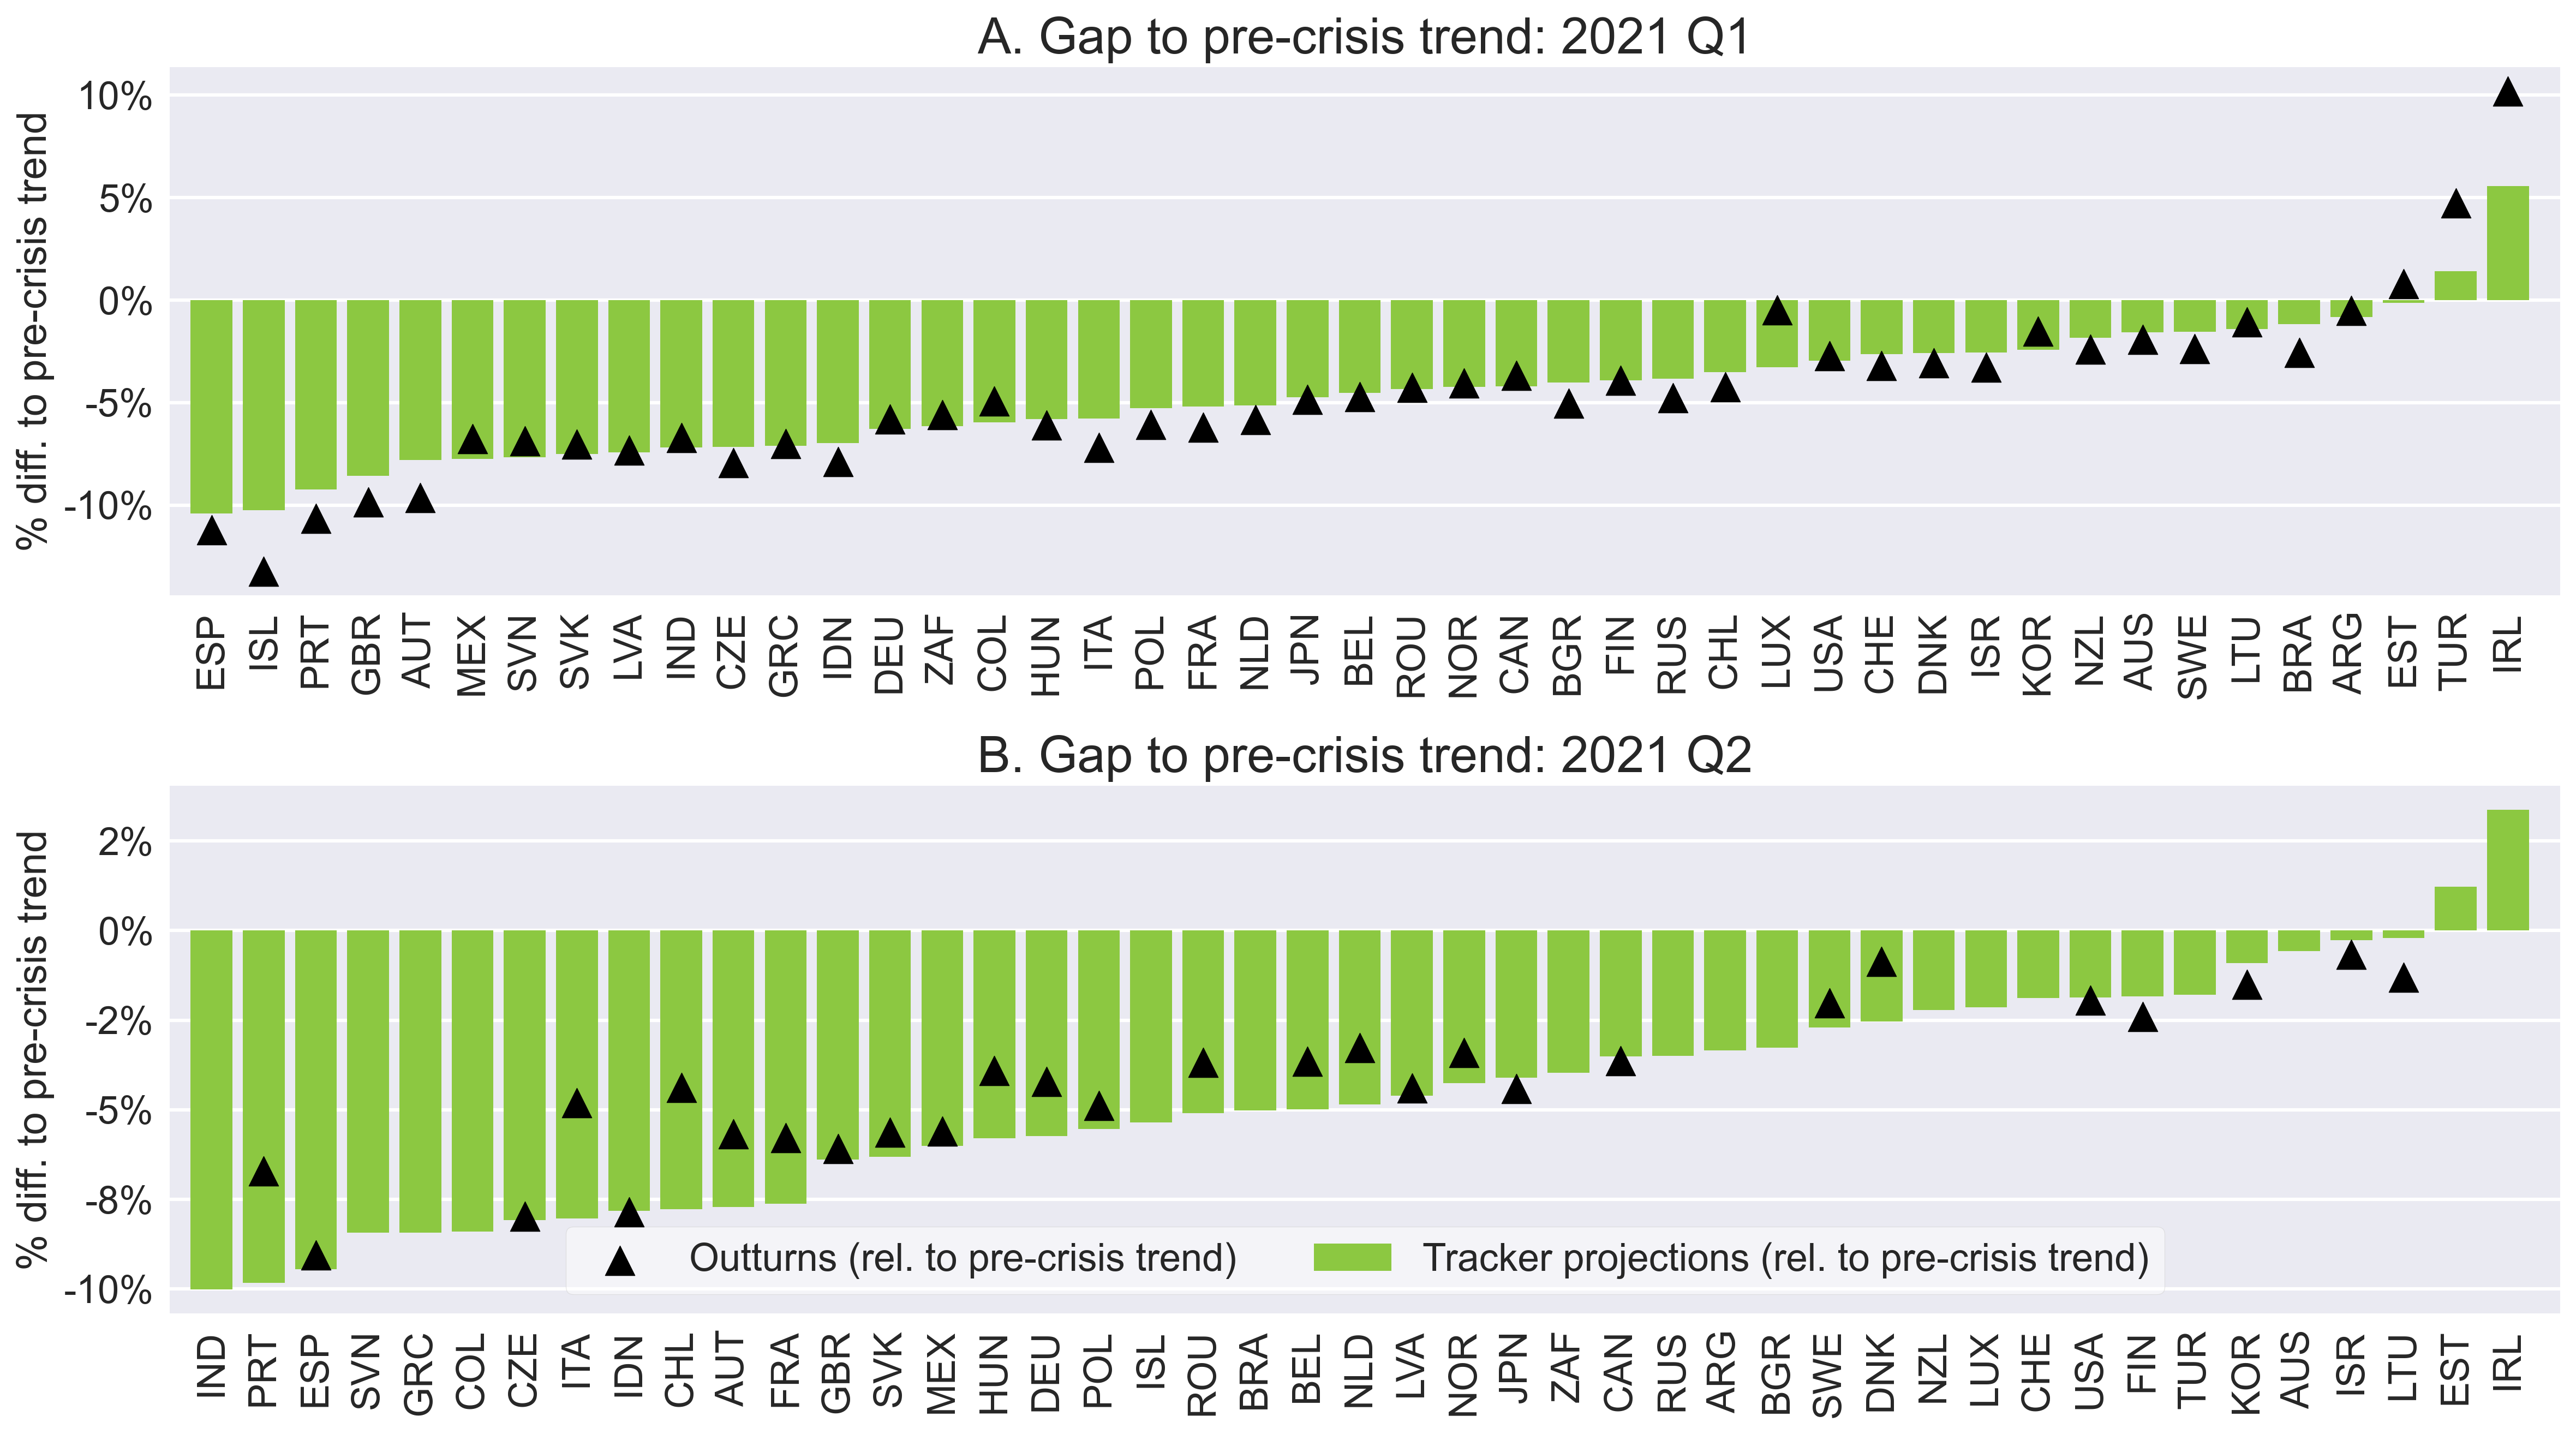 A. Gap to pre-crisis trend: 2021 Q1
% diff. to pre-crisis trend
10%
5%
0%
-5%
-10%
ESP ISL PRT GBR AUT MEX SVN SVK LVA IND CZE GRC IDN DEU ZAF COL HUN ITA POL FRA NLD JPN BEL ROU NOR CAN BGR FIN RUS CHL LUX USA CHE DNK ISR KOR NZL AUS SWE LTU BRA ARG EST TUR IRL
B. Gap to pre-crisis trend: 2021 Q2
% diff. to pre-crisis trend
2%
0%
-2%
-5%
-8%
-10%
Outturns (rel. to pre-crisis trend) Tracker projections (rel. to pre-crisis trend)
IND PRT ESP SVN GRC COL CZE ITA IDN CHL AUT FRA GBR SVK MEX HUN DEU POL ISL ROU BRA BEL NLD LVA NOR JPN ZAF CAN RUS ARG BGR SWE DNK NZL LUX CHE USA FIN TUR KOR AUS ISR LTU EST IRL